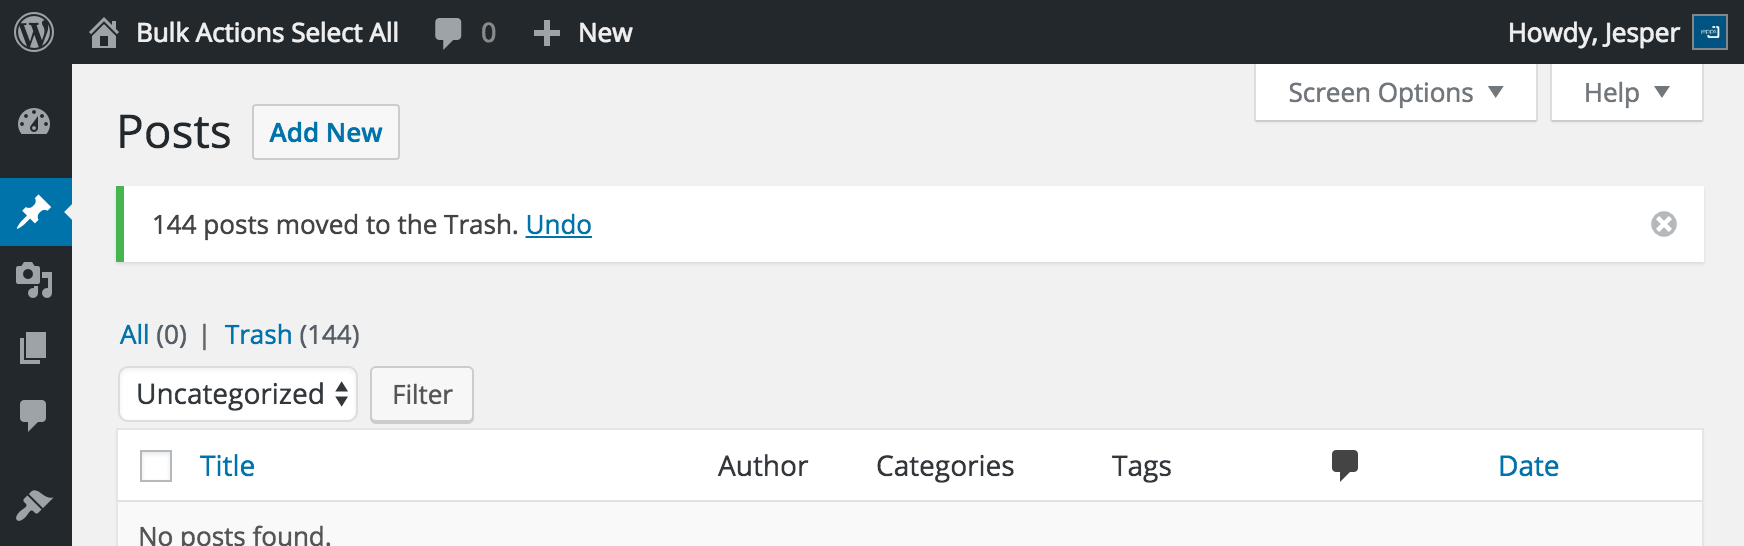 Bulk Actions Select All 0 New Howdy, Jesper
Screen Options Help
Posts Add New
144 posts moved to the Trash. Undo
All (0) | Trash (144)
Uncategorized Filter
Title Author Categories Tags Date
No posts found.